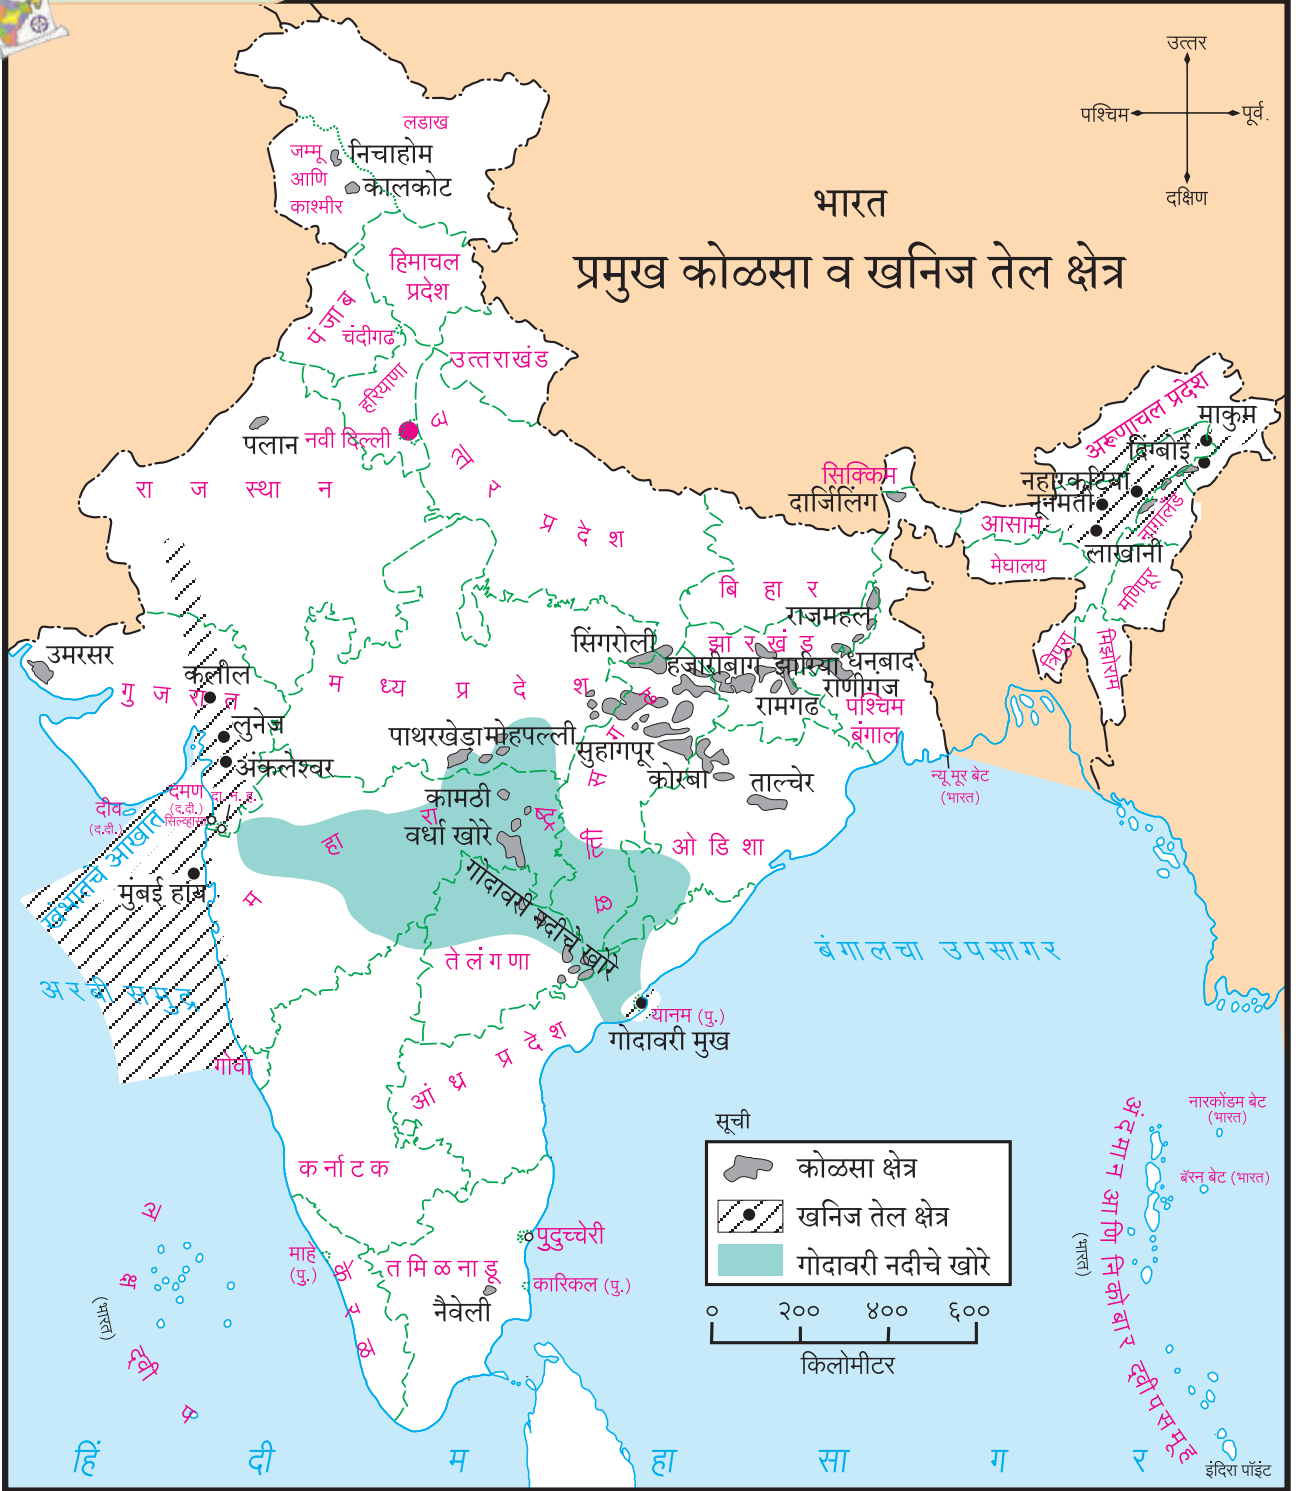 उत्तर
पश्चिम
पूर्व.
दक्षिण
भारत
प्रमुख कोळसा व खनिज तेल क्षेत्र
लडाख
जम्मू
आणि
काश्मीर
निचाहोम
कालकोट
हिमाचल
प्रदेश
पंजाब
चंदीगढ
उत्तराखंड
हरियाणा
पलान
नवी दिल्ली
राजस्थान
उत्तर प्रदेश
सिक्किम
दार्जिलिंग
अरूणाचल प्रदेश
माकुम
दिग्बोई
नहारकटिया
नूनमती
नागालँड
आसाम
लाखानी
मेघालय
मणिपूर
त्रिपुरा
मिझोराम
बिहार
राजमहल
झारखंड
सिंगरोली
हजारीबाग
झरिया
धनबाद
राणीगंज
रामगढ
पश्चिम
बंगाल
उमरसर
कलोल
गुजरात
लुनेज
अंकलेश्वर
मध्य प्रदेश
पाथरखेडा
मोहपल्ली
सुहागपूर
कोरबा
ताल्चेर
छत्तीसगढ
न्यू मूर बेट
(भारत)
दीव
(द.दी.)
दमण
(द.दी.)
दा. न. ह.
सिल्व्हासा
खंभातचे आखात
कामठी
वर्धा खोरे
महाराष्ट्र
ओडिशा
मुंबई हाय
गोदावरी नदीचे खोरे
तेलंगणा
बंगालचा उपसागर
अरबी समुद्र
यानम (पु.)
गोदावरी मुख
गोवा
आंध्र प्रदेश
कर्नाटक
सूची
कोळसा क्षेत्र
खनिज तेल क्षेत्र
गोदावरी नदीचे खोरे
० २०० ४०० ६००
किलोमीटर
नारकोंडम बेट
(भारत)
बॅरन बेट (भारत)
अंदमान आणि निकोबार द्वीपसमूह
(भारत)
माहे
(पु.)
पुदुच्चेरी
कारिकल (पु.)
तमिळनाडू
नैवेली
केरळ
लक्षद्वीप
(भारत)
इंदिरा पॉइंट
हिंदी महासागर